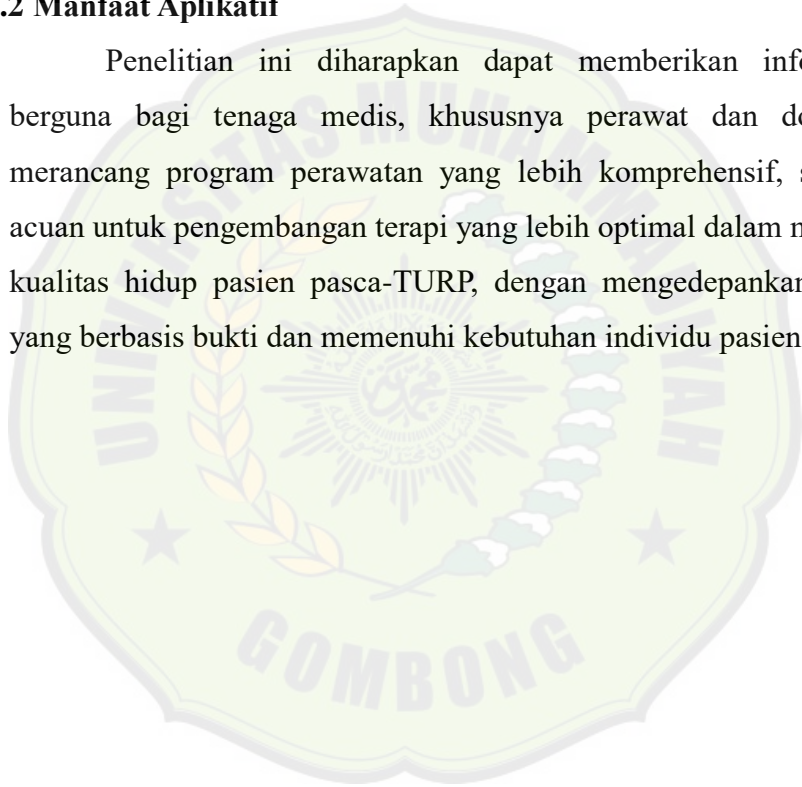 .2 Manfaat Aplikatif
Penelitian ini diharapkan dapat memberikan info
berguna bagi tenaga medis, khususnya perawat dan do
merancang program perawatan yang lebih komprehensif, s
acuan untuk pengembangan terapi yang lebih optimal dalam m
kualitas hidup pasien pasca-TURP, dengan mengedepankan
yang berbasis bukti dan memenuhi kebutuhan individu pasien
UNIVERSITAS MUHAMMADIYAH
GOMBONG